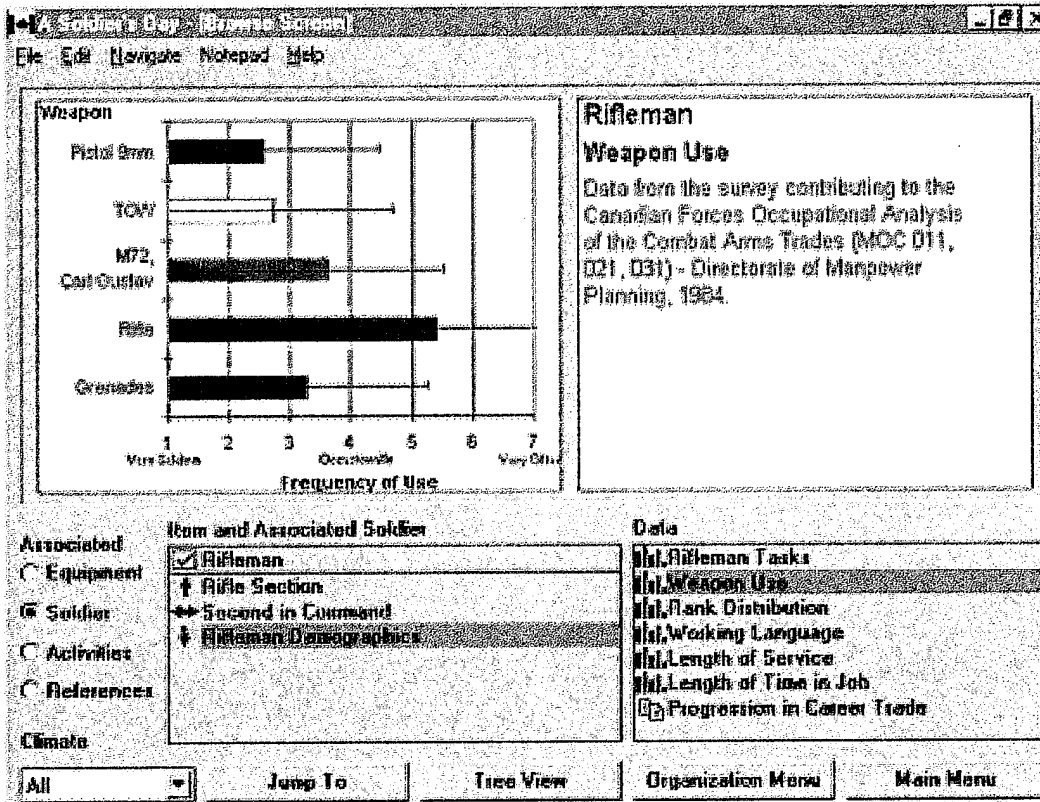 A Soldier's Day - [Browse Screen]
File Edit Navigate Notepad Help
Weapon
Pistol 9mm
TOW
M72,
Carl Gustav
Rifle
Grenades
1 2 3 4 5 6 7
Very Seldom Occasionally Very Often
Frequency of Use
Rifleman
Weapon Use
Data from the survey contributing to the
Canadian Forces Occupational Analysis
of the Combat Arms Trades (MOC 011,
021, 031) - Directorate of Manpower
Planning, 1984.
Associated
Equipment
Soldier
Activities
References
Climate
All
Item and Associated Soldier
Rifleman
Rifle Section
Second in Command
Rifleman Demographics
Data
Rifleman Tasks
Weapon Use
Rank Distribution
Working Language
Length of Service
Length of Time in Job
Progression in Career Trade
Jump To
Tree View
Organization Menu
Main Menu